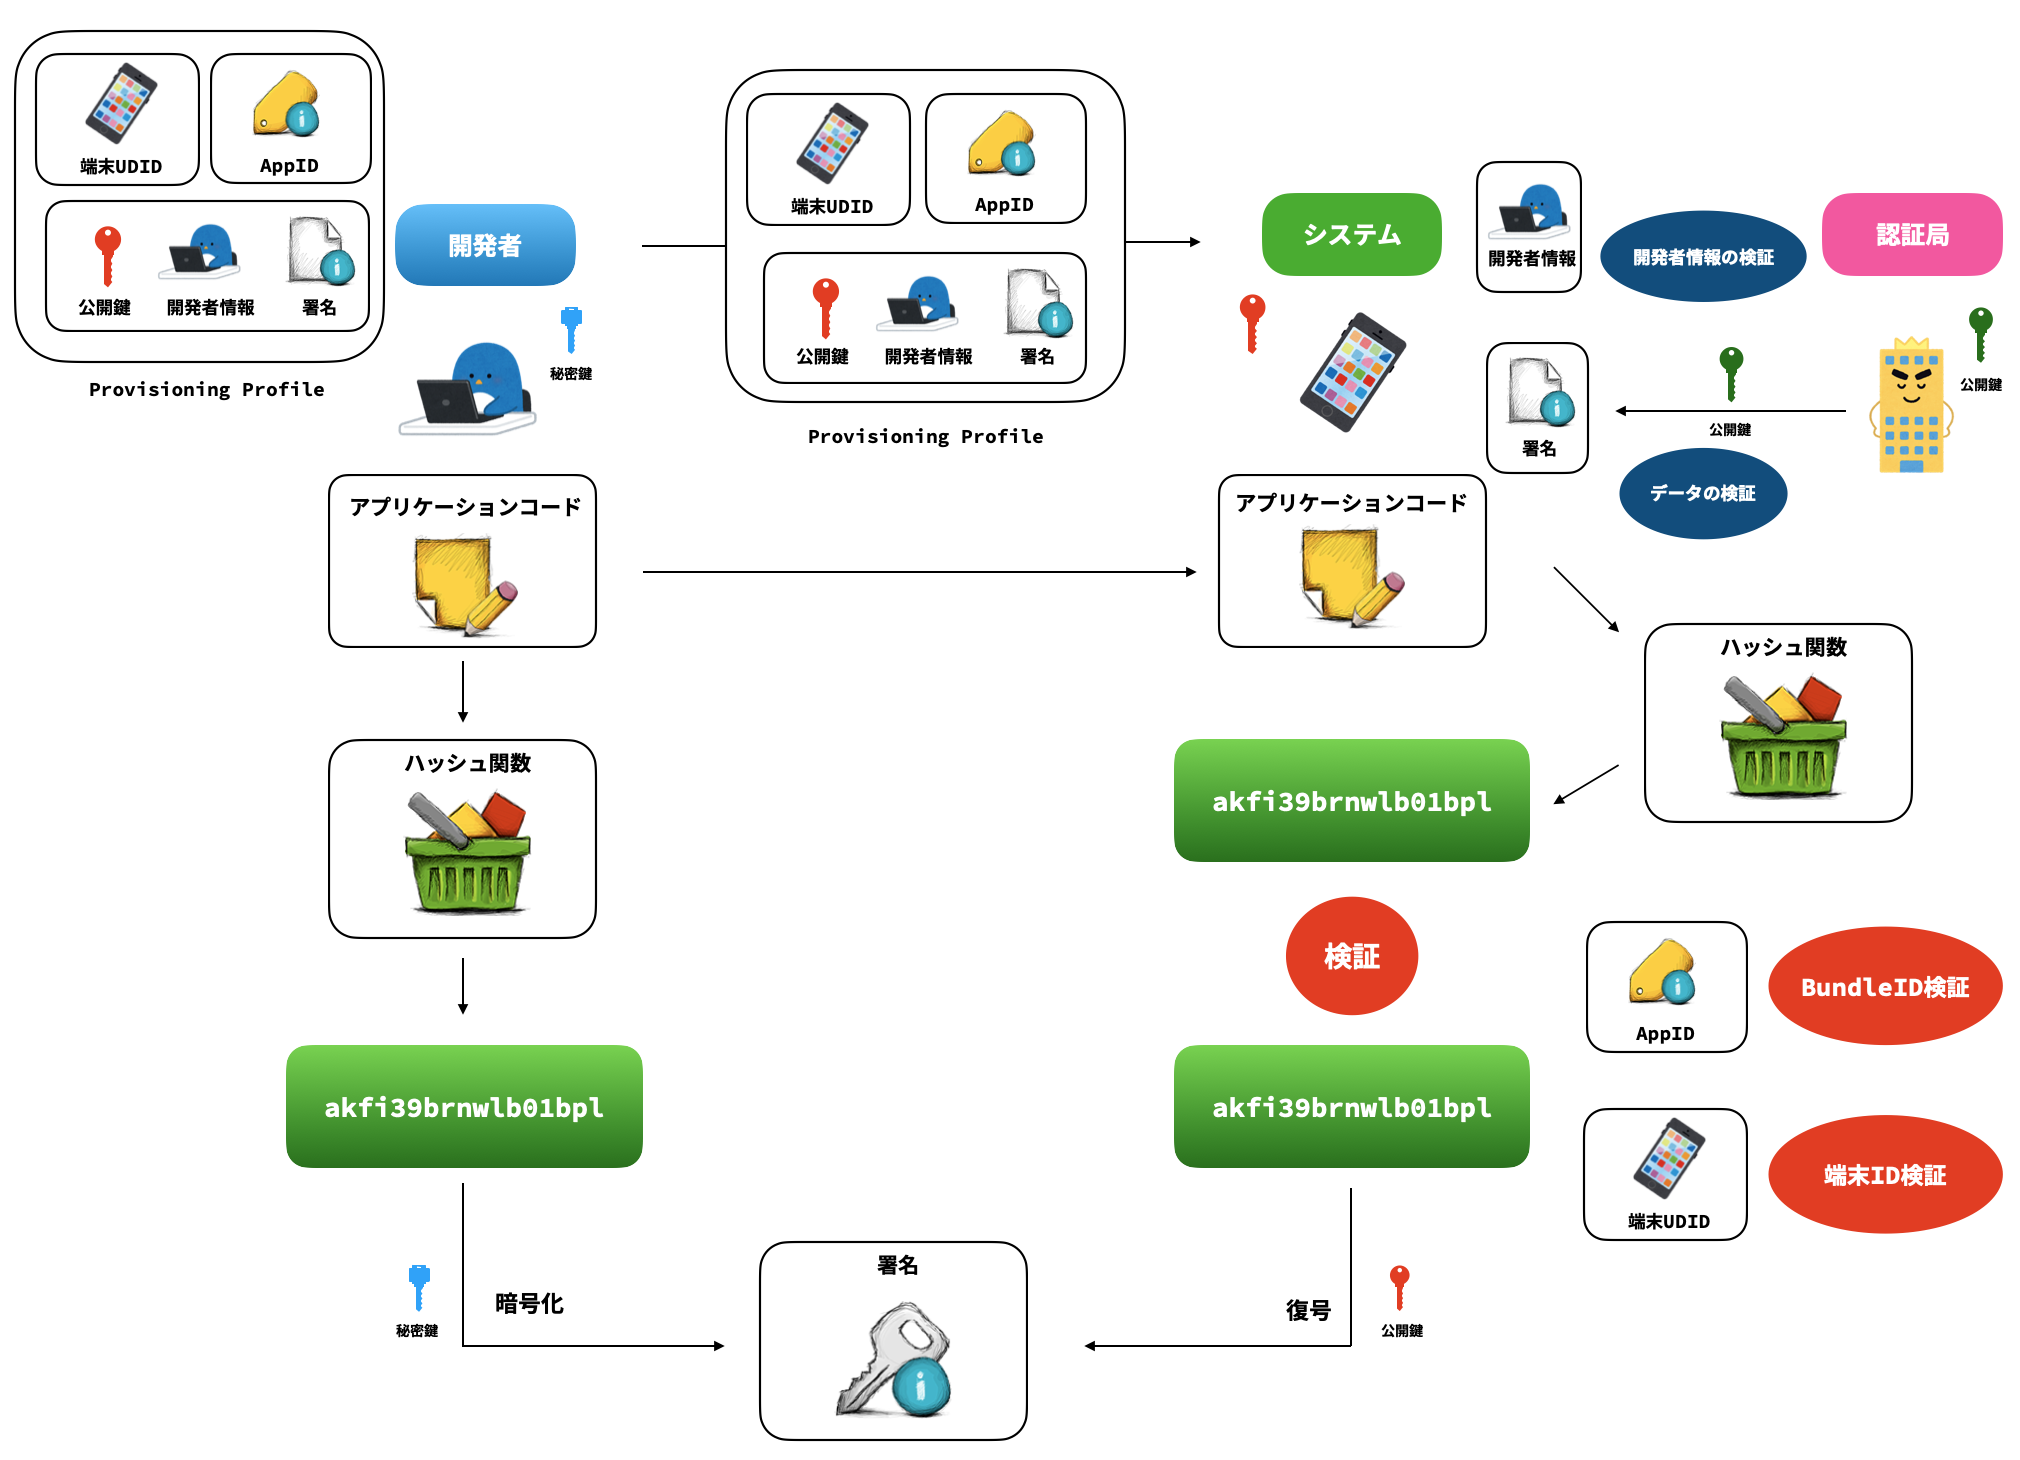 端末UDID
AppID
公開鍵
開発者情報
署名
Provisioning Profile
開発者
秘密鍵
端末UDID
AppID
公開鍵
開発者情報
署名
Provisioning Profile
システム
開発者情報
開発者情報の検証
認証局
公開鍵
公開鍵
署名
データの検証
アプリケーションコード
アプリケーションコード
ハッシュ関数
ハッシュ関数
akfi39brnwlb01bpl
検証
BundleID検証
AppID
akfi39brnwlb01bpl
akfi39brnwlb01bpl
端末ID検証
端末UDID
署名
暗号化
秘密鍵
復号
公開鍵